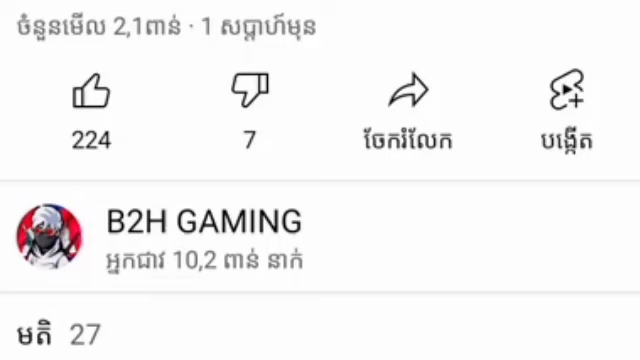 ចំនួនមើល 2,1ពាន់ · 1 សប្ដាហ៍មុន
224
7
ចែករំលែក
បង្កើត
B2H GAMING
អ្នកជាវ 10,2 ពាន់ នាក់
មតិ 27